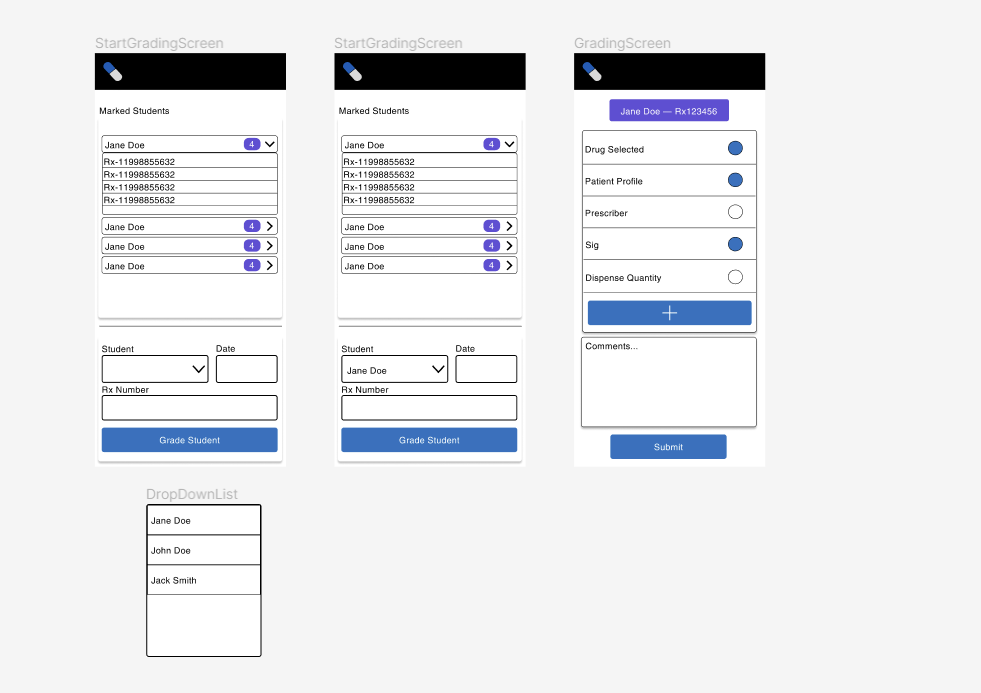 StartGradingScreen
Marked Students
Jane Doe 4
Rx-11998855632
Rx-11998855632
Rx-11998855632
Rx-11998855632
Jane Doe 4
Jane Doe 4
Jane Doe 4
Student Date
Rx Number
Grade Student
StartGradingScreen
Marked Students
Jane Doe 4
Rx-11998855632
Rx-11998855632
Rx-11998855632
Rx-11998855632
Jane Doe 4
Jane Doe 4
Jane Doe 4
Student Date
Jane Doe
Rx Number
Grade Student
GradingScreen
Jane Doe — Rx123456
Drug Selected
Patient Profile
Prescriber
Sig
Dispense Quantity
Comments...
Submit
DropDownList
Jane Doe
John Doe
Jack Smith